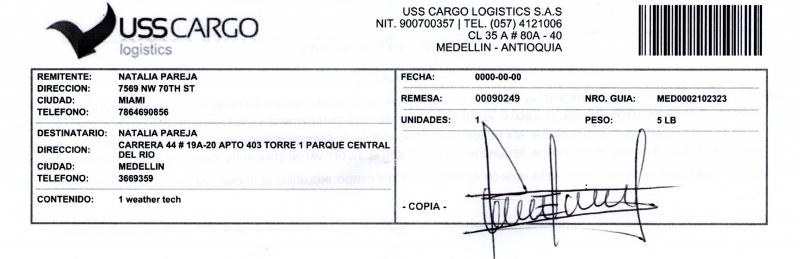 USS CARGO
logistics
USS CARGO LOGISTICS S.A.S
NIT. 900700357 | TEL. (057) 4121006
CL 35 A # 80A - 40
MEDELLIN - ANTIOQUIA
REMITENTE: NATALIA PAREJA
DIRECCION: 7569 NW 70TH ST
CIUDAD: MIAMI
TELEFONO: 7864690856
DESTINATARIO: NATALIA PAREJA
DIRECCION: CARRERA 44 # 19A-20 APTO 403 TORRE 1 PARQUE CENTRAL
DEL RIO
CIUDAD: MEDELLIN
TELEFONO: 3669359
CONTENIDO: 1 weather tech
FECHA: 0000-00-00
REMESA: 00090249 NRO. GUIA: MED0002102323
UNIDADES: 1 PESO: 5 LB
- COPIA -